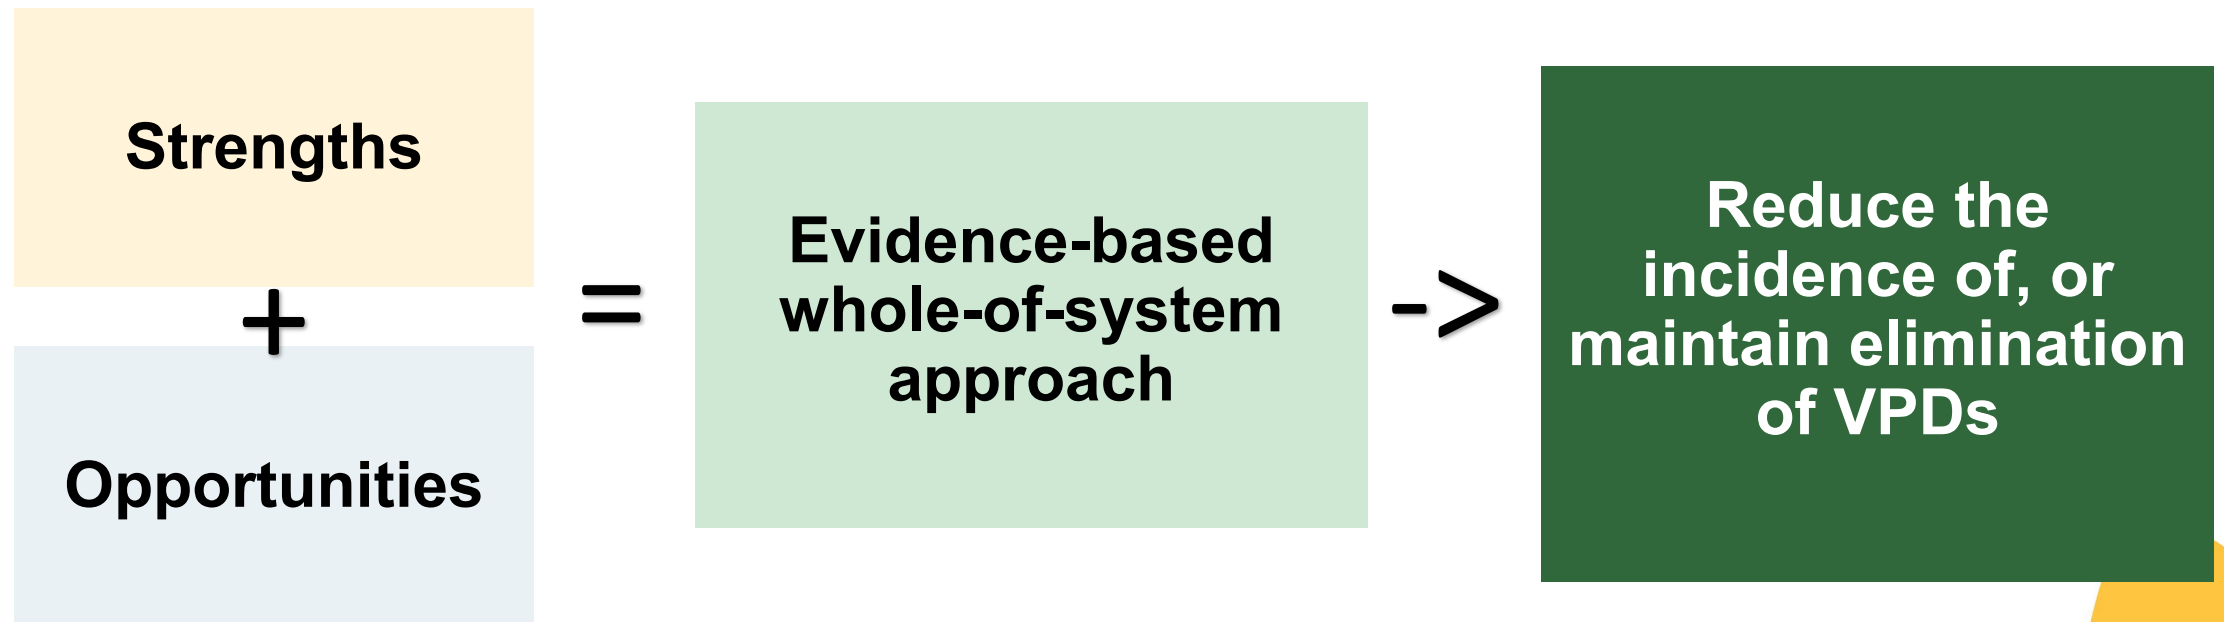 Strengths
+
Opportunities
=
Evidence-based
whole-of-system
approach
->
Reduce the
incidence of, or
maintain elimination
of VPDs